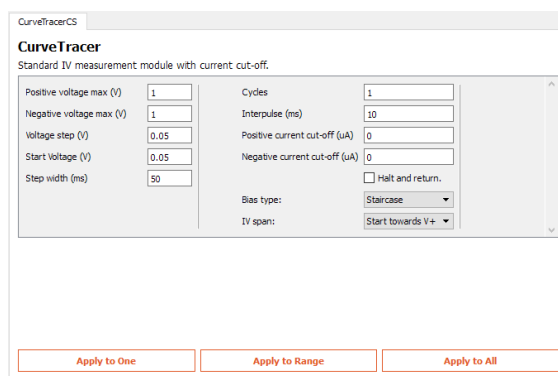 CurveTracerCS
CurveTracer
Standard IV measurement module with current cut-off.
Positive voltage max (V) 1
Negative voltage max (V) 1
Voltage step (V) 0.05
Start Voltage (V) 0.05
Step width (ms) 50
Cycles 1
Interpulse (ms) 10
Positive current cut-off (uA) 0
Negative current cut-off (uA) 0
Halt and return.
Bias type: Staircase
IV span: Start towards V+
Apply to One Apply to Range Apply to All